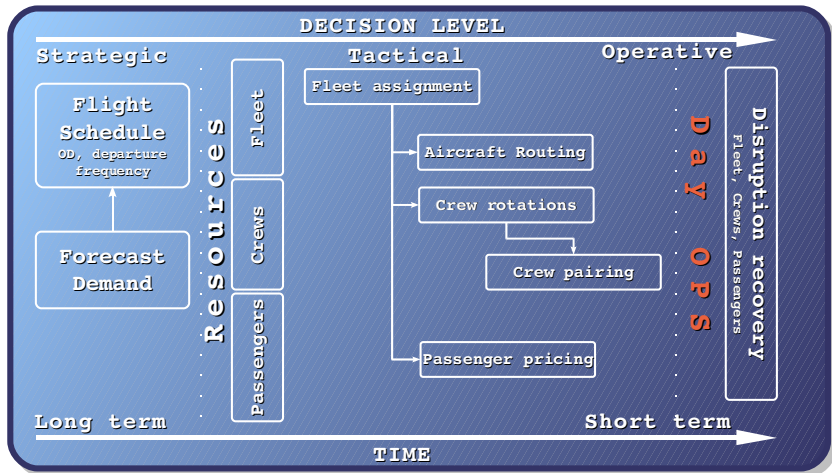 DECISION LEVEL
Strategic
Tactical
Operative
Flight
Schedule
OD, departure
frequency
Forecast
Demand
Resources
Fleet
Crews
Passengers
Fleet assignment
Aircraft Routing
Crew rotations
Crew pairing
Passenger pricing
Day OPS
Disruption recovery
Fleet, Crews, Passengers
Long term
Short term
TIME